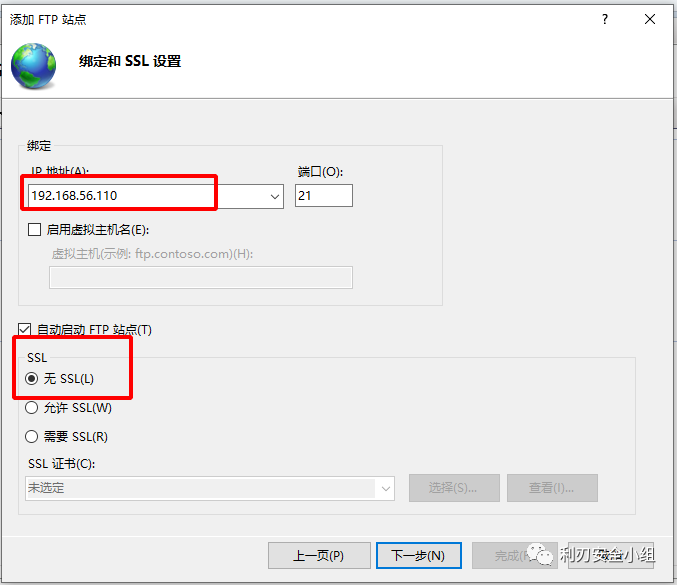 添加 FTP 站点
绑定和 SSL 设置
绑定
IP 地址(A):
端口(O):
192.168.56.110
21
启用虚拟主机名(E):
虚拟主机(示例: ftp.contoso.com)(H):
自动启动 FTP 站点(T)
SSL
无 SSL(L)
允许 SSL(W)
需要 SSL(R)
SSL 证书(C):
未选定
选择(S)...
查看(I)...
上一页(P)
下一步(N)
完成(F)
利刃安全小组